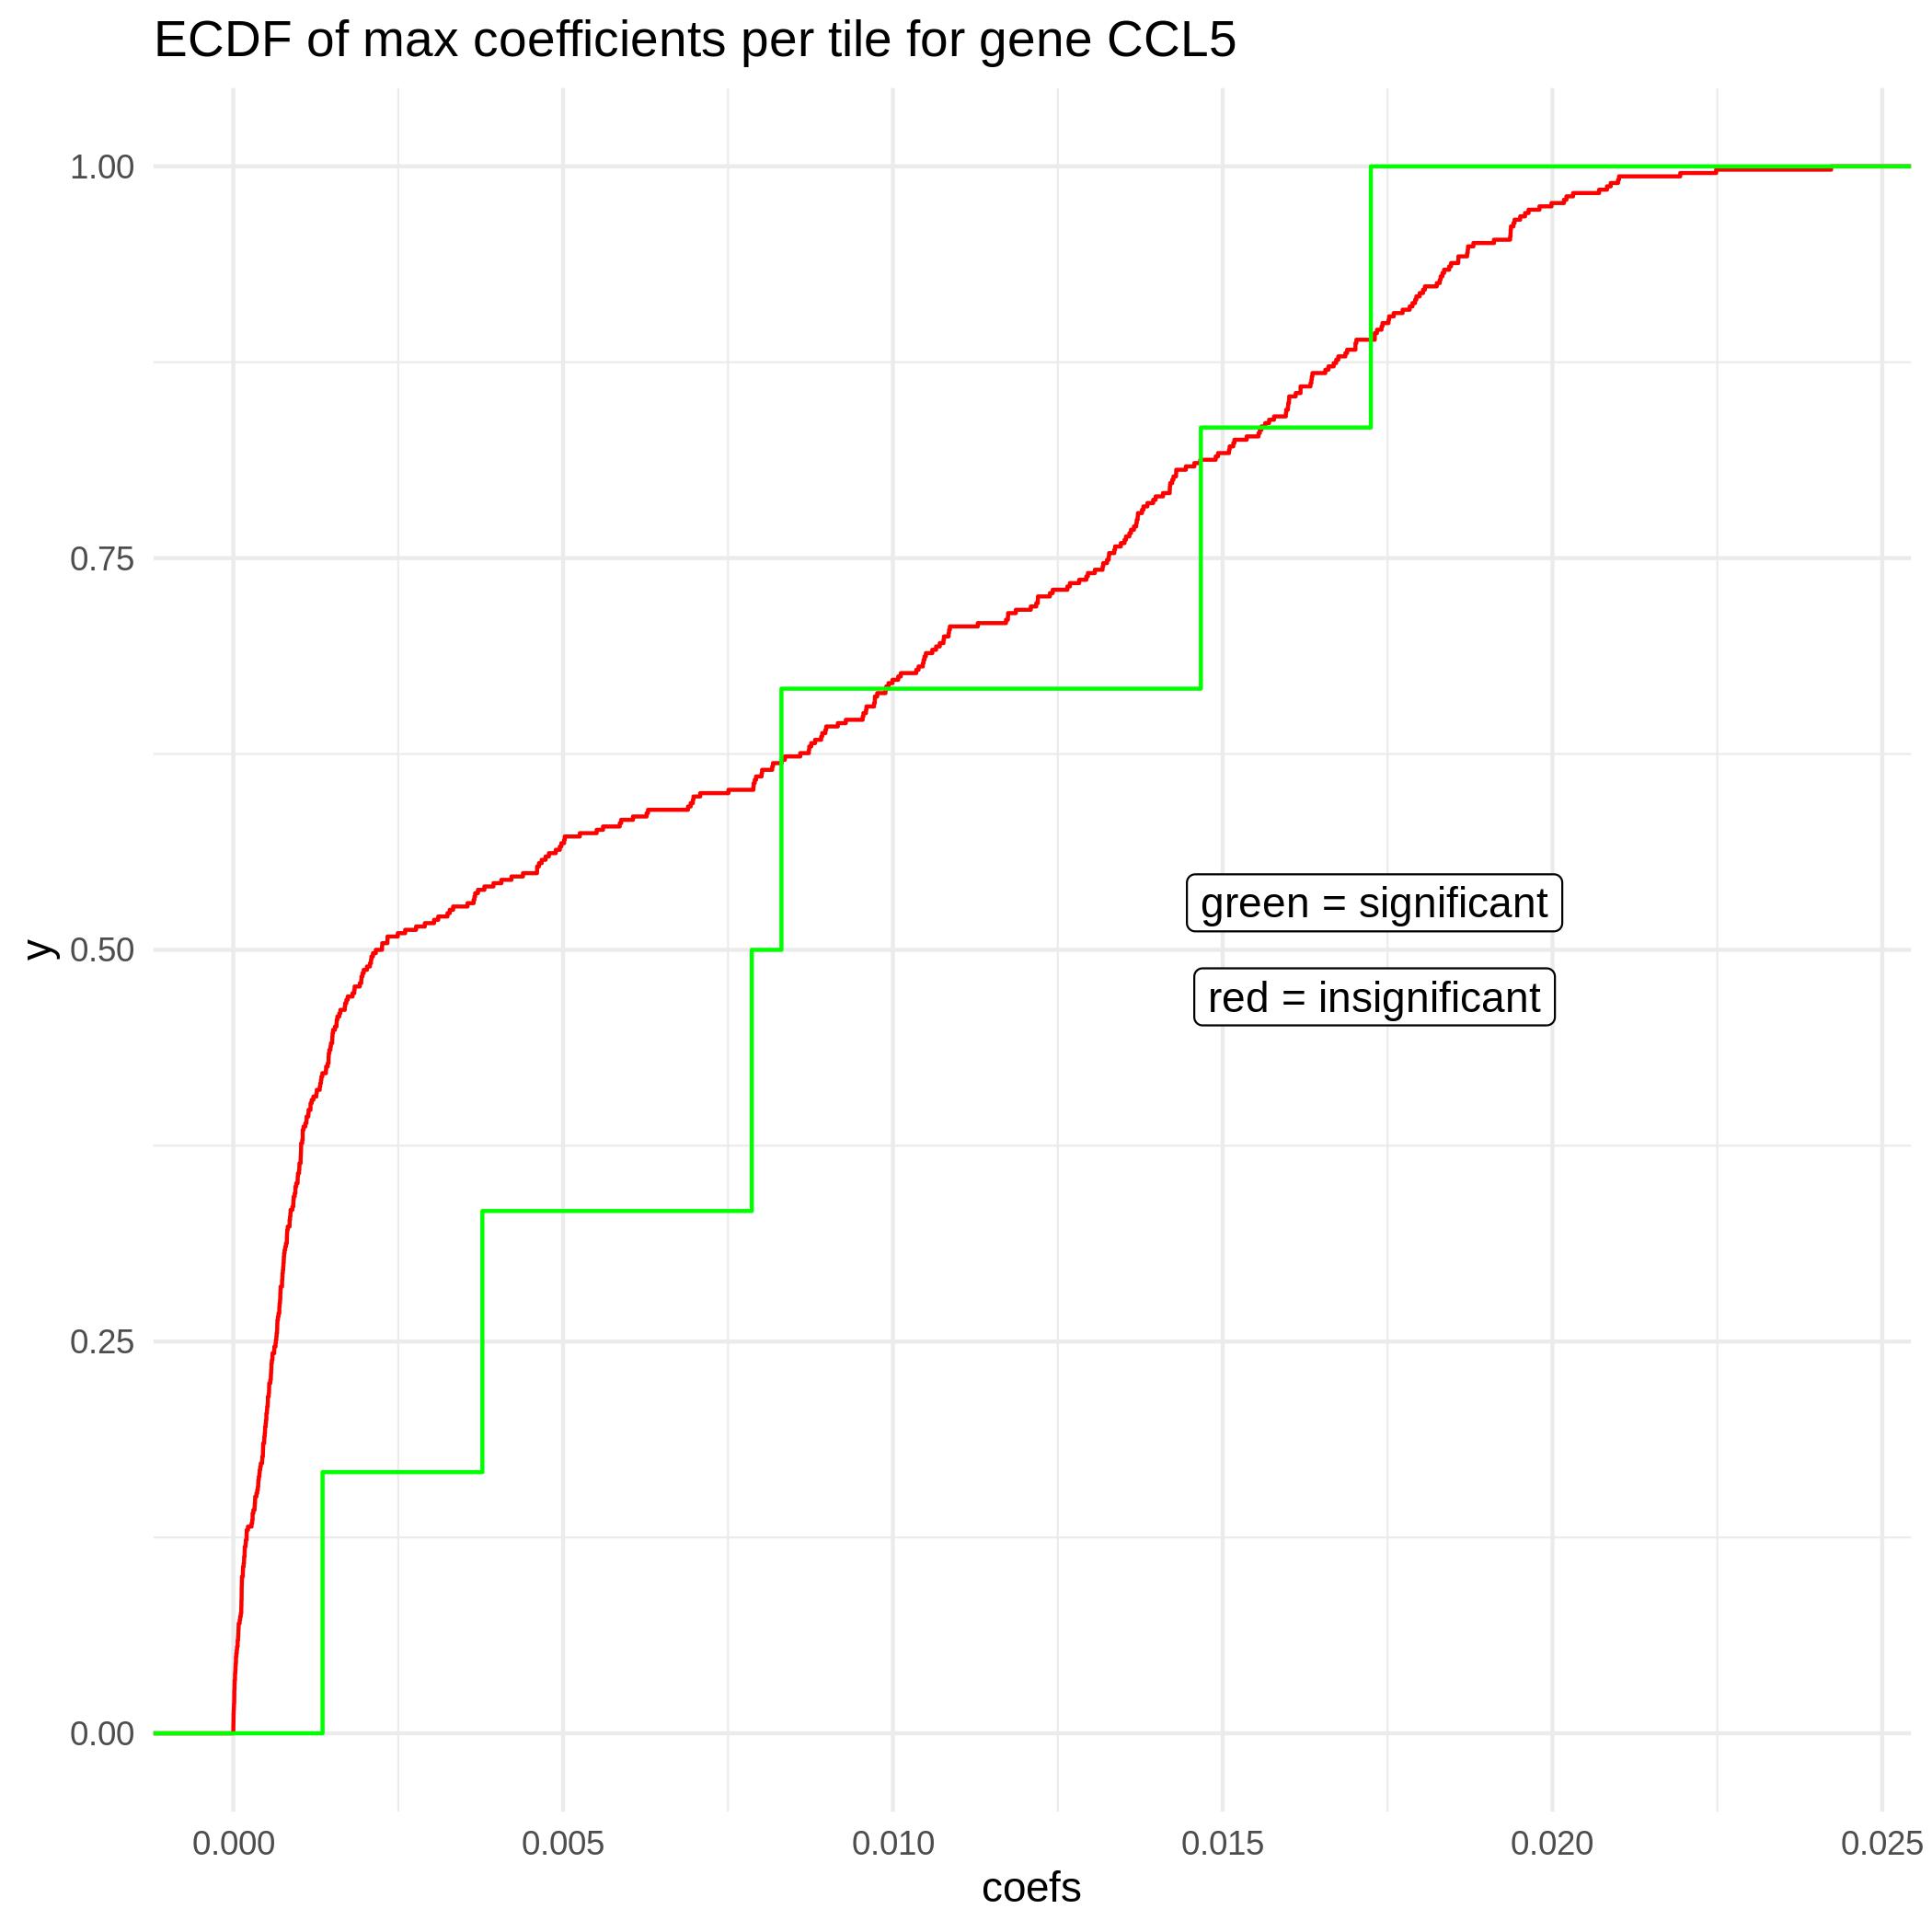 ECDF of max coefficients per tile for gene CCL5
1.00
0.75
0.50
0.25
0.00
y
green = significant
red = insignificant
0.000
0.005
0.010
0.015
0.020
0.025
coefs